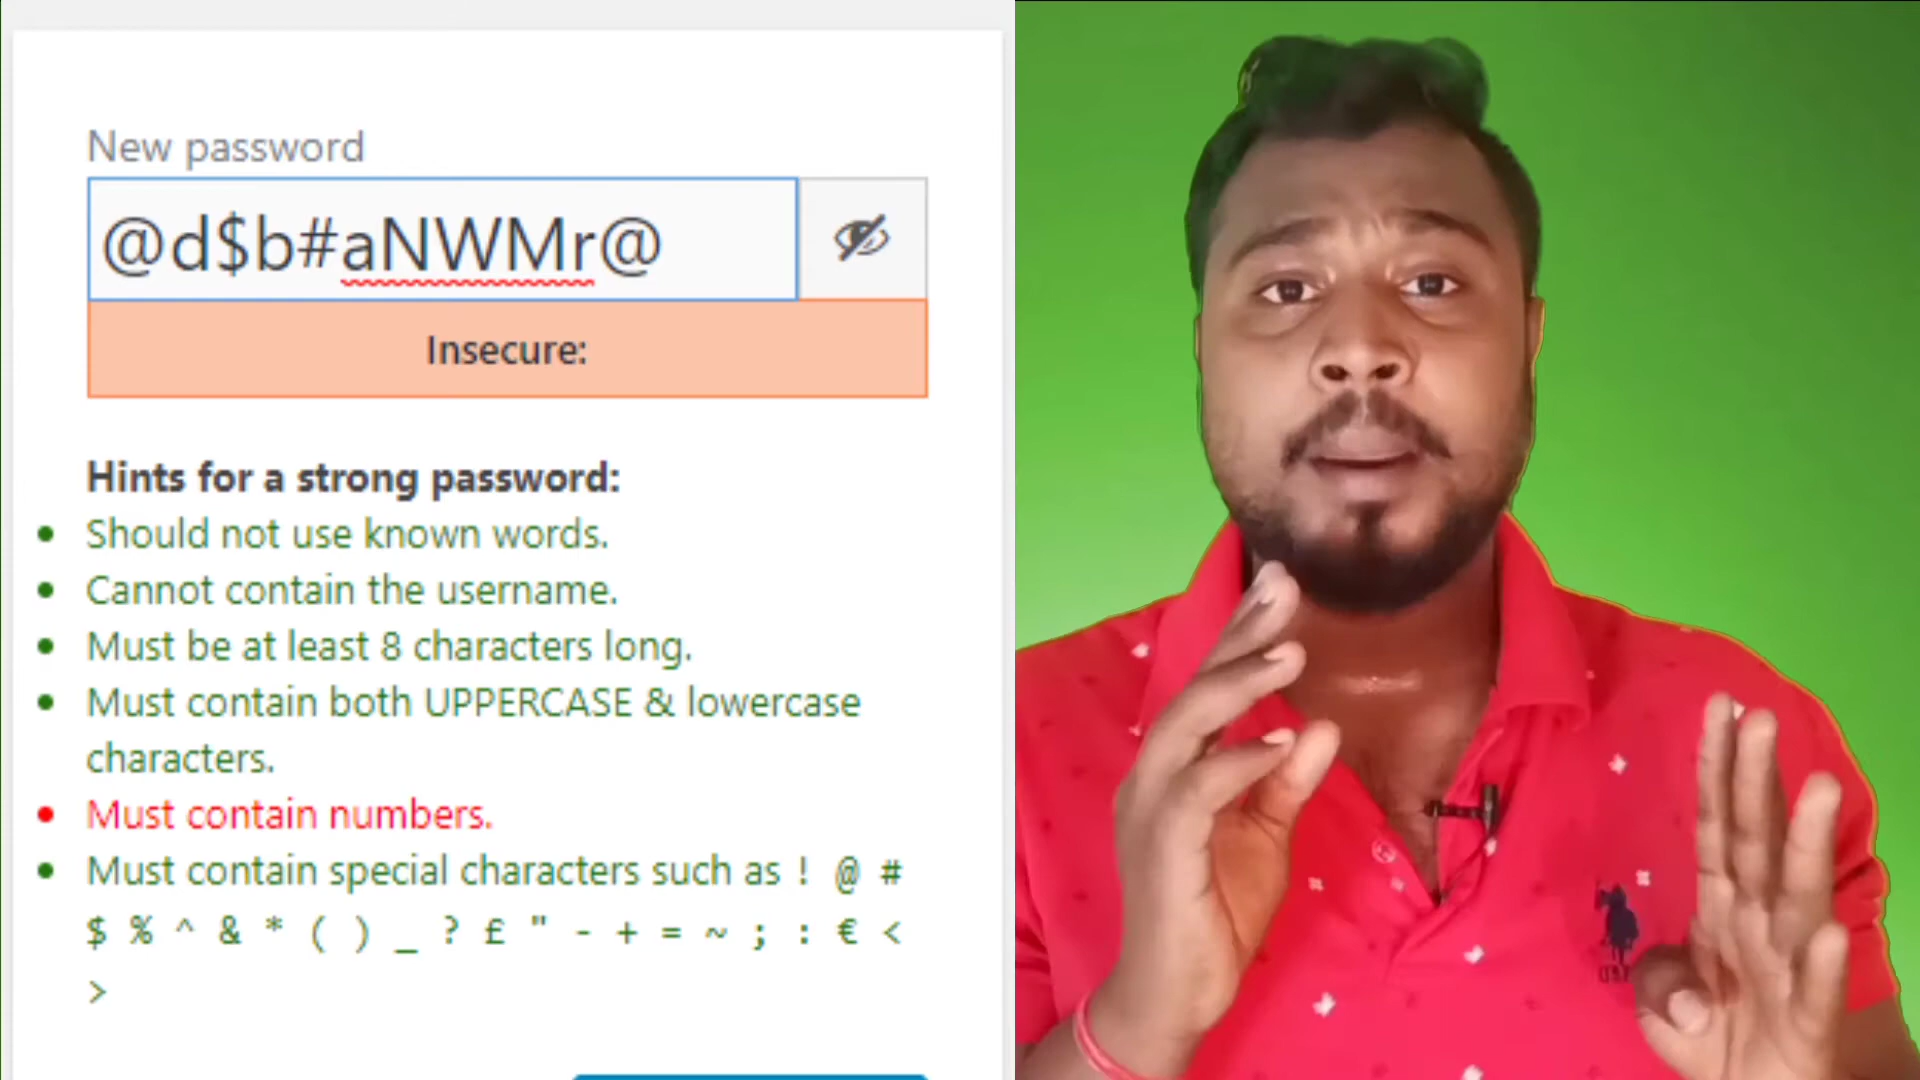 New password
@d$b#aNWMr@
Insecure:
Hints for a strong password:
Should not use known words.
Cannot contain the username.
Must be at least 8 characters long.
Must contain both UPPERCASE & lowercase
characters.
Must contain numbers.
Must contain special characters such as ! @ #
$ % ^ & * ( ) _ ? £ " - + = ~ ; : € <
>